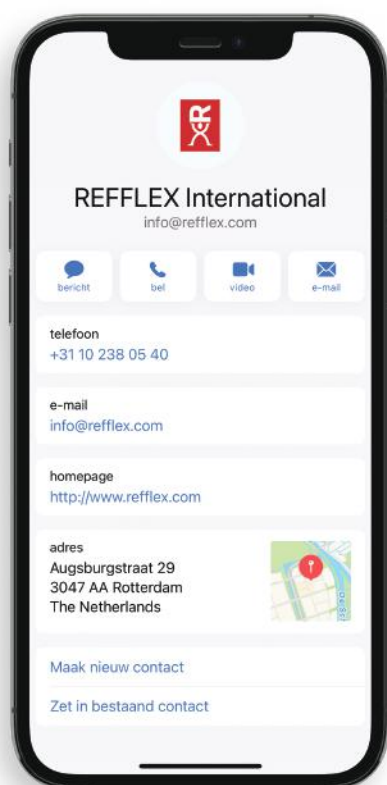 REFFLEX International
info@refflex.com
bericht bel video e-mail
telefoon
+31 10 238 05 40
e-mail
info@refflex.com
homepage
http://www.refflex.com
adres
Augsburgstraat 29
3047 AA Rotterdam
The Netherlands
Maak nieuw contact
Zet in bestaand contact